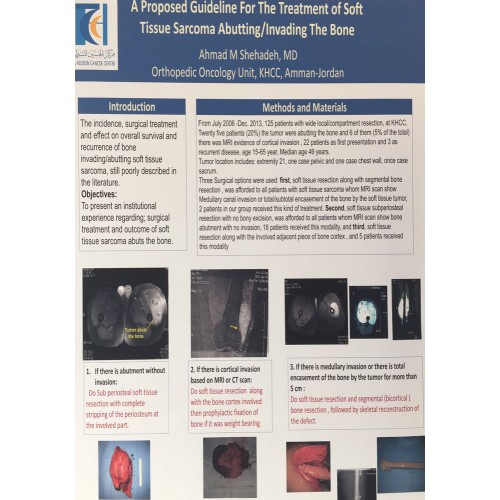 A Proposed Guideline For The Treatment of Soft
Tissue Sarcoma Abutting/Invading The Bone
Ahmad M Shehadeh, MD
Orthopedic Oncology Unit, KHCC, Amman-Jordan
CANCER CENTER
Introduction
The incidence, surgical treatment
and effect on overall survival and
recurrence of bone
invading/abutting soft tissue
sarcoma, still poorly described in
the literature.
Objectives:
To present an institutional
experience regarding; surgical
treatment and outcome of soft
tissue sarcoma abuts the bone.
Methods and Materials
From July 2006 -Dec. 2013, 125 patients with wide local/compartment resection, at KHCC.
Twenty five patients (20%) the tumor were abutting the bone and 6 of them (5% of the total)
there was MRI evidence of cortical invasion , 22 patients as first presentation and 3 as
recurrent disease, age 15-65 year, Median age 49 years.
Tumor location includes: extremity 21, one case pelvic and one case chest wall, once case
sacrum.
Three Surgical options were used: first, soft tissue resection along with segmental bone
resection , was afforded to all patients with soft tissue sarcoma whom MRI scan show
Medullary canal invasion or total/subtotal encasement of the bone by the soft tissue tumor,
2 patients in our group received this kind of treatment. Second, soft tissue subperiosteal
resection with no bony excision, was afforded to all patients whom MRI scan show bone
abutment with no invasion, 18 patients received this modality, and third, soft tissue
resection along with the involved adjacent piece of bone cortex , and 5 patients received
this modality
Tumor abuts
the bone
1. If there is abutment without
invasion:
Do Sub periosteal soft tissue
resection with complete
stripping of the periosteum at
the involved part.
2. If there is cortical invasion
based on MRI or CT scan:
Do soft tissue resection along
with the bone cortex involved
then prophylactic fixation of
bone if it was weight bearing
3. If there is medullary invasion or there is total
encasement of the bone by the tumor for more than
5 cm :
Do soft tissue resection and segmental (bicortical )
bone resection , followed by skeletal reconstruction of
the defect.